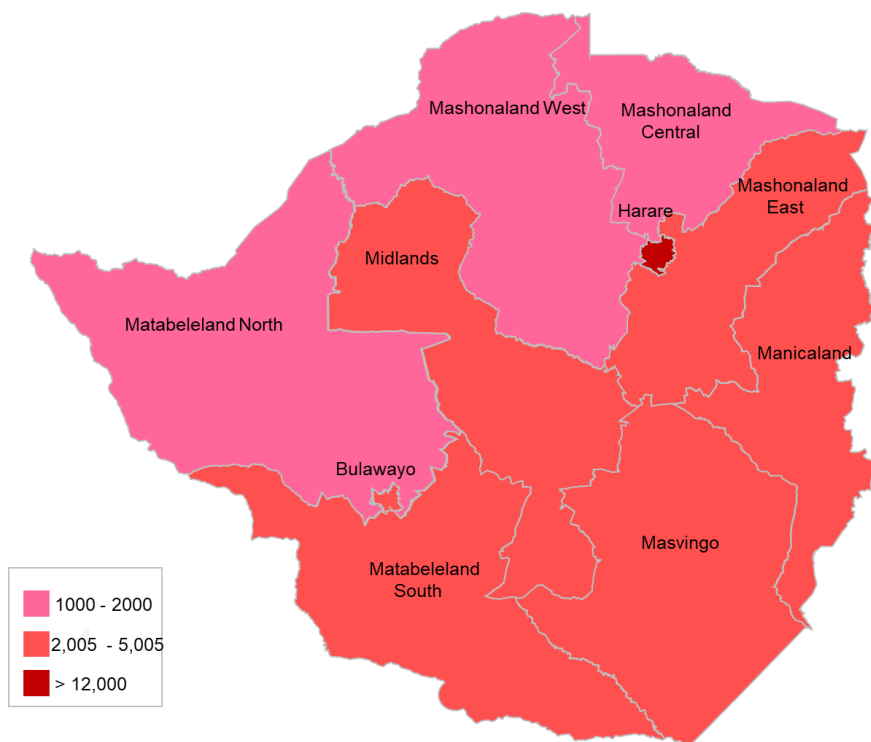 Mashonaland West
Mashonaland
Central
Mashonaland
East
Harare
Midlands
Matabeleland North
Manicaland
Bulawayo
Masvingo
Matabeleland
South
1000 - 2000
2,005 - 5,005
> 12,000